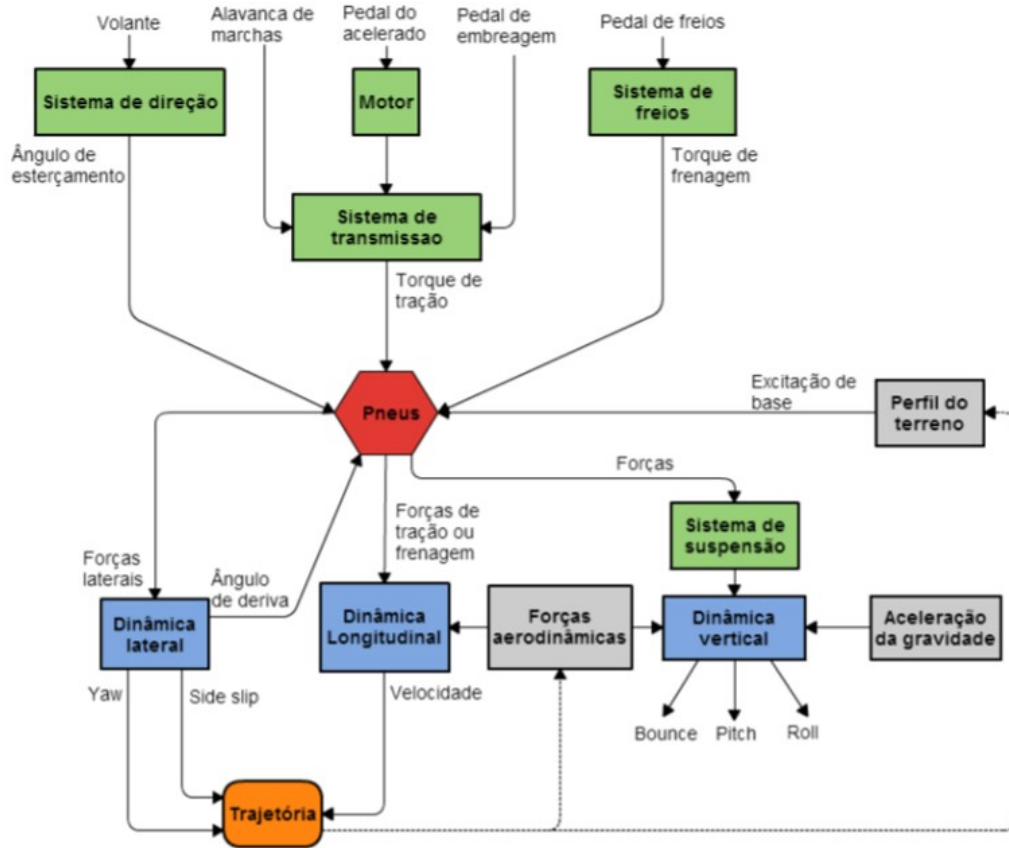 Volante
Alavanca de
marchas
Pedal do
acelerado
Pedal de
embreagem
Pedal de freios
Sistema de direção
Motor
Sistema de
freios
Ângulo de
esterçamento
Torque de
frenagem
Sistema de
transmissao
Torque de
tração
Excitação de
base
Perfil do
terreno
Pneus
Forças
Forças de
tração ou
frenagem
Sistema de
suspensão
Forças
laterais
Ângulo
de deriva
Dinâmica
lateral
Dinâmica
Longitudinal
Forças
aerodinâmicas
Dinâmica
vertical
Aceleração
da gravidade
Yaw
Side slip
Velocidade
Bounce
Pitch
Roll
Trajetória